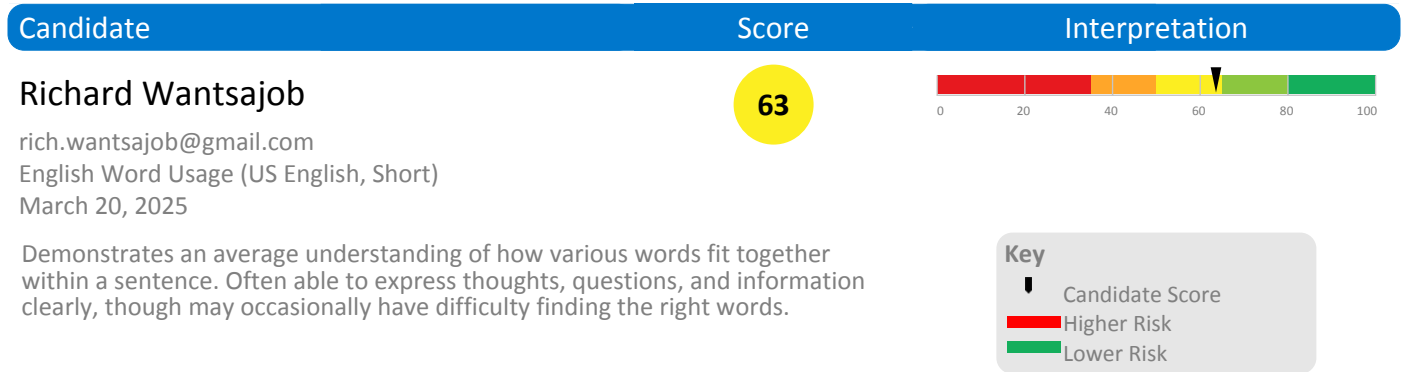 Candidate Score Interpretation
Richard Wantsajob
63
0 20 40 60 80 100
rich.wantsajob@gmail.com
English Word Usage (US English, Short)
March 20, 2025
Demonstrates an average understanding of how various words fit together
within a sentence. Often able to express thoughts, questions, and information
clearly, though may occasionally have difficulty finding the right words.
Key
Candidate Score
Higher Risk
Lower Risk